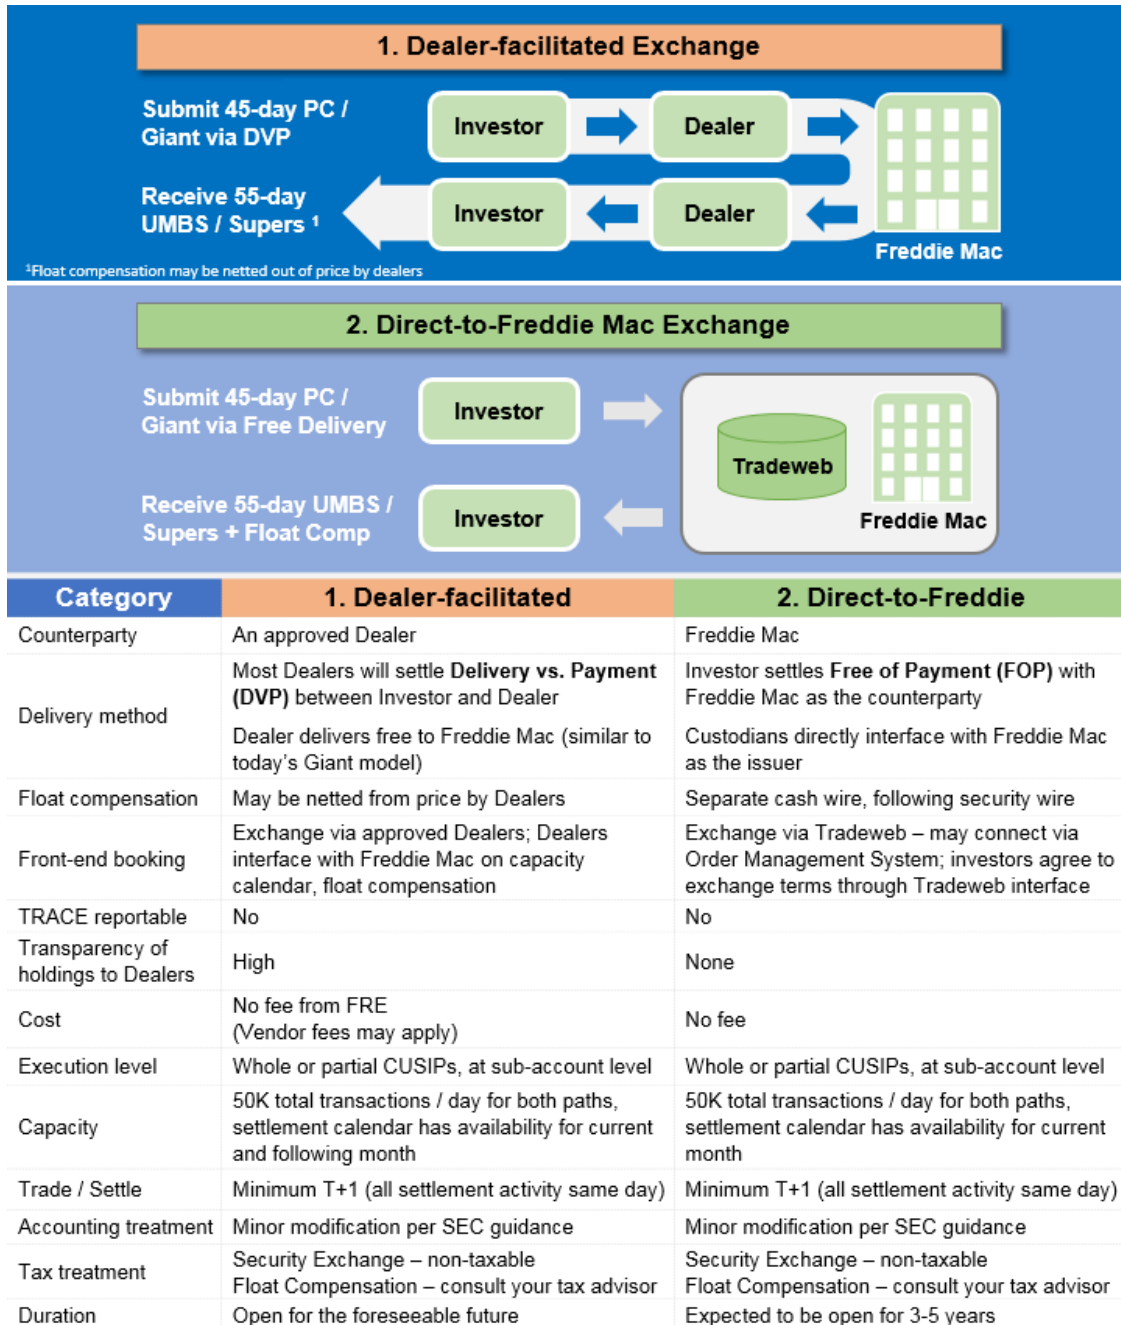 1. Dealer-facilitated Exchange
Submit 45-day PC /
Giant via DVP
Investor
Dealer
Receive 55-day
UMBS / Supers ¹
Investor
Dealer
Freddie Mac
¹Float compensation may be netted out of price by dealers
2. Direct-to-Freddie Mac Exchange
Submit 45-day PC /
Giant via Free Delivery
Investor
Tradeweb
Freddie Mac
Receive 55-day UMBS /
Supers + Float Comp
Investor
Category
1. Dealer-facilitated
2. Direct-to-Freddie
Counterparty
An approved Dealer
Freddie Mac
Delivery method
Most Dealers will settle Delivery vs. Payment
(DVP) between Investor and Dealer
Dealer delivers free to Freddie Mac (similar to
today's Giant model)
Investor settles Free of Payment (FOP) with
Freddie Mac as the counterparty
Custodians directly interface with Freddie Mac
as the issuer
Float compensation
May be netted from price by Dealers
Separate cash wire, following security wire
Front-end booking
Exchange via approved Dealers; Dealers
interface with Freddie Mac on capacity
calendar, float compensation
Exchange via Tradeweb – may connect via
Order Management System; investors agree to
exchange terms through Tradeweb interface
TRACE reportable
No
No
Transparency of
holdings to Dealers
High
None
Cost
No fee from FRE
(Vendor fees may apply)
No fee
Execution level
Whole or partial CUSIPs, at sub-account level
Whole or partial CUSIPs, at sub-account level
Capacity
50K total transactions / day for both paths,
settlement calendar has availability for current
and following month
50K total transactions / day for both paths,
settlement calendar has availability for current
month
Trade / Settle
Minimum T+1 (all settlement activity same day)
Minimum T+1 (all settlement activity same day)
Accounting treatment
Minor modification per SEC guidance
Minor modification per SEC guidance
Tax treatment
Security Exchange – non-taxable
Float Compensation – consult your tax advisor
Security Exchange – non-taxable
Float Compensation – consult your tax advisor
Duration
Open for the foreseeable future
Expected to be open for 3-5 years